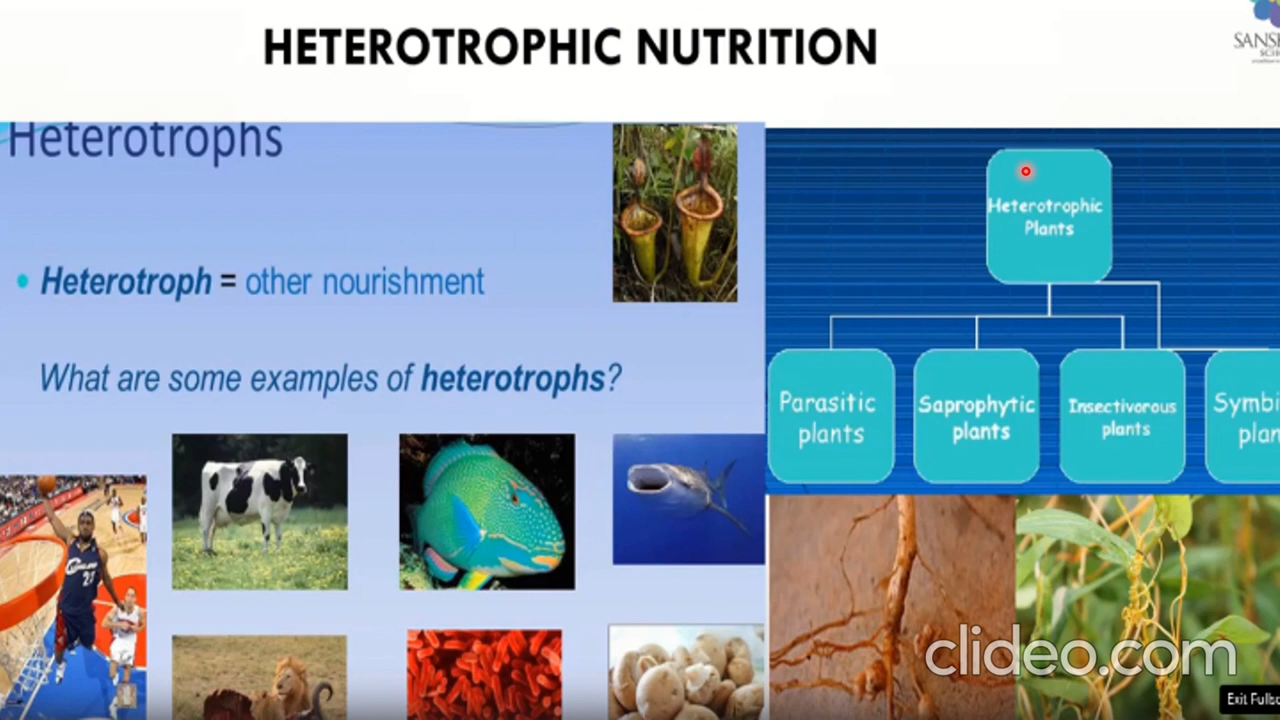 HETEROTROPHIC NUTRITION
Heterotrophs
• Heterotroph = other nourishment
What are some examples of heterotrophs?
Heterotrophic
Plants
Parasitic
plants
Saprophytic
plants
Insectivorous
plants
clideo.com